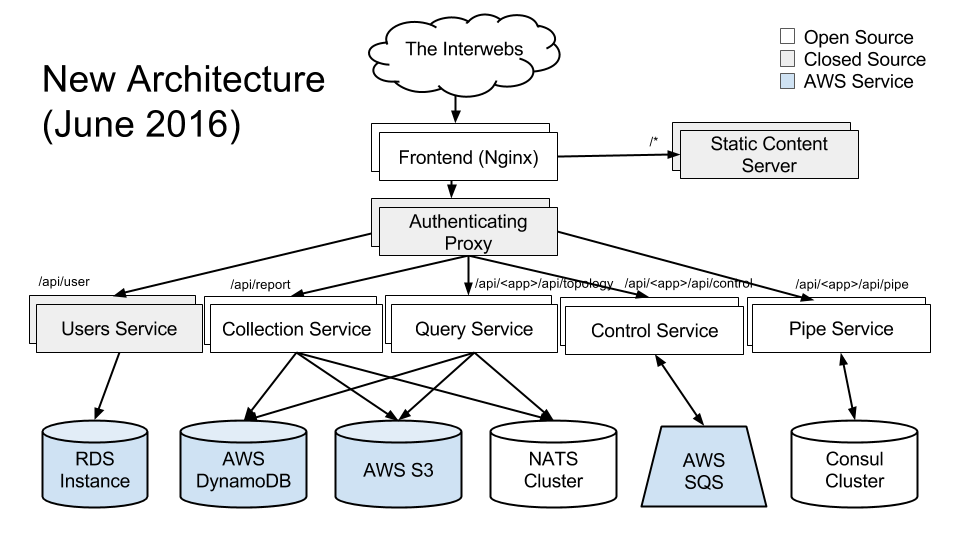 The Interwebs
Open Source
Closed Source
AWS Service
New Architecture
(June 2016)
Frontend (Nginx)
/*
Static Content
Server
Authenticating
Proxy
/api/user
/api/report
/api/<app>/api/topology
/api/<app>/api/control
/api/<app>/api/pipe
Users Service
Collection Service
Query Service
Control Service
Pipe Service
RDS
Instance
AWS
DynamoDB
AWS S3
NATS
Cluster
AWS
SQS
Consul
Cluster